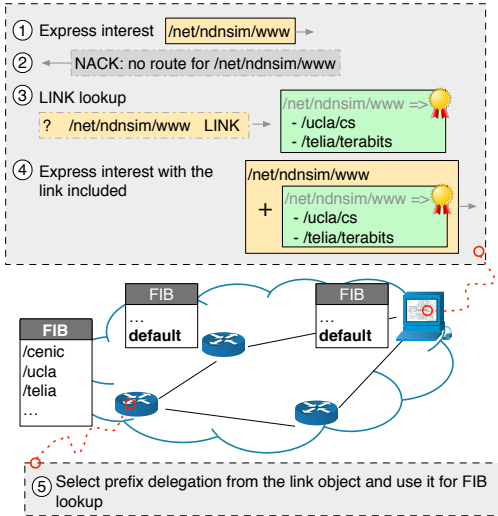 ① Express interest /net/ndnsim/www
② NACK: no route for /net/ndnsim/www
③ LINK lookup
/net/ndnsim/www =>
? /net/ndnsim/www LINK
- /ucla/cs
- /telia/terabits
④ Express interest with the
link included
/net/ndnsim/www
+
/net/ndnsim/www =>
- /ucla/cs
- /telia/terabits
FIB
...
default
FIB
...
default
FIB
/cenic
/ucla
/telia
...
⑤ Select prefix delegation from the link object and use it for FIB
lookup